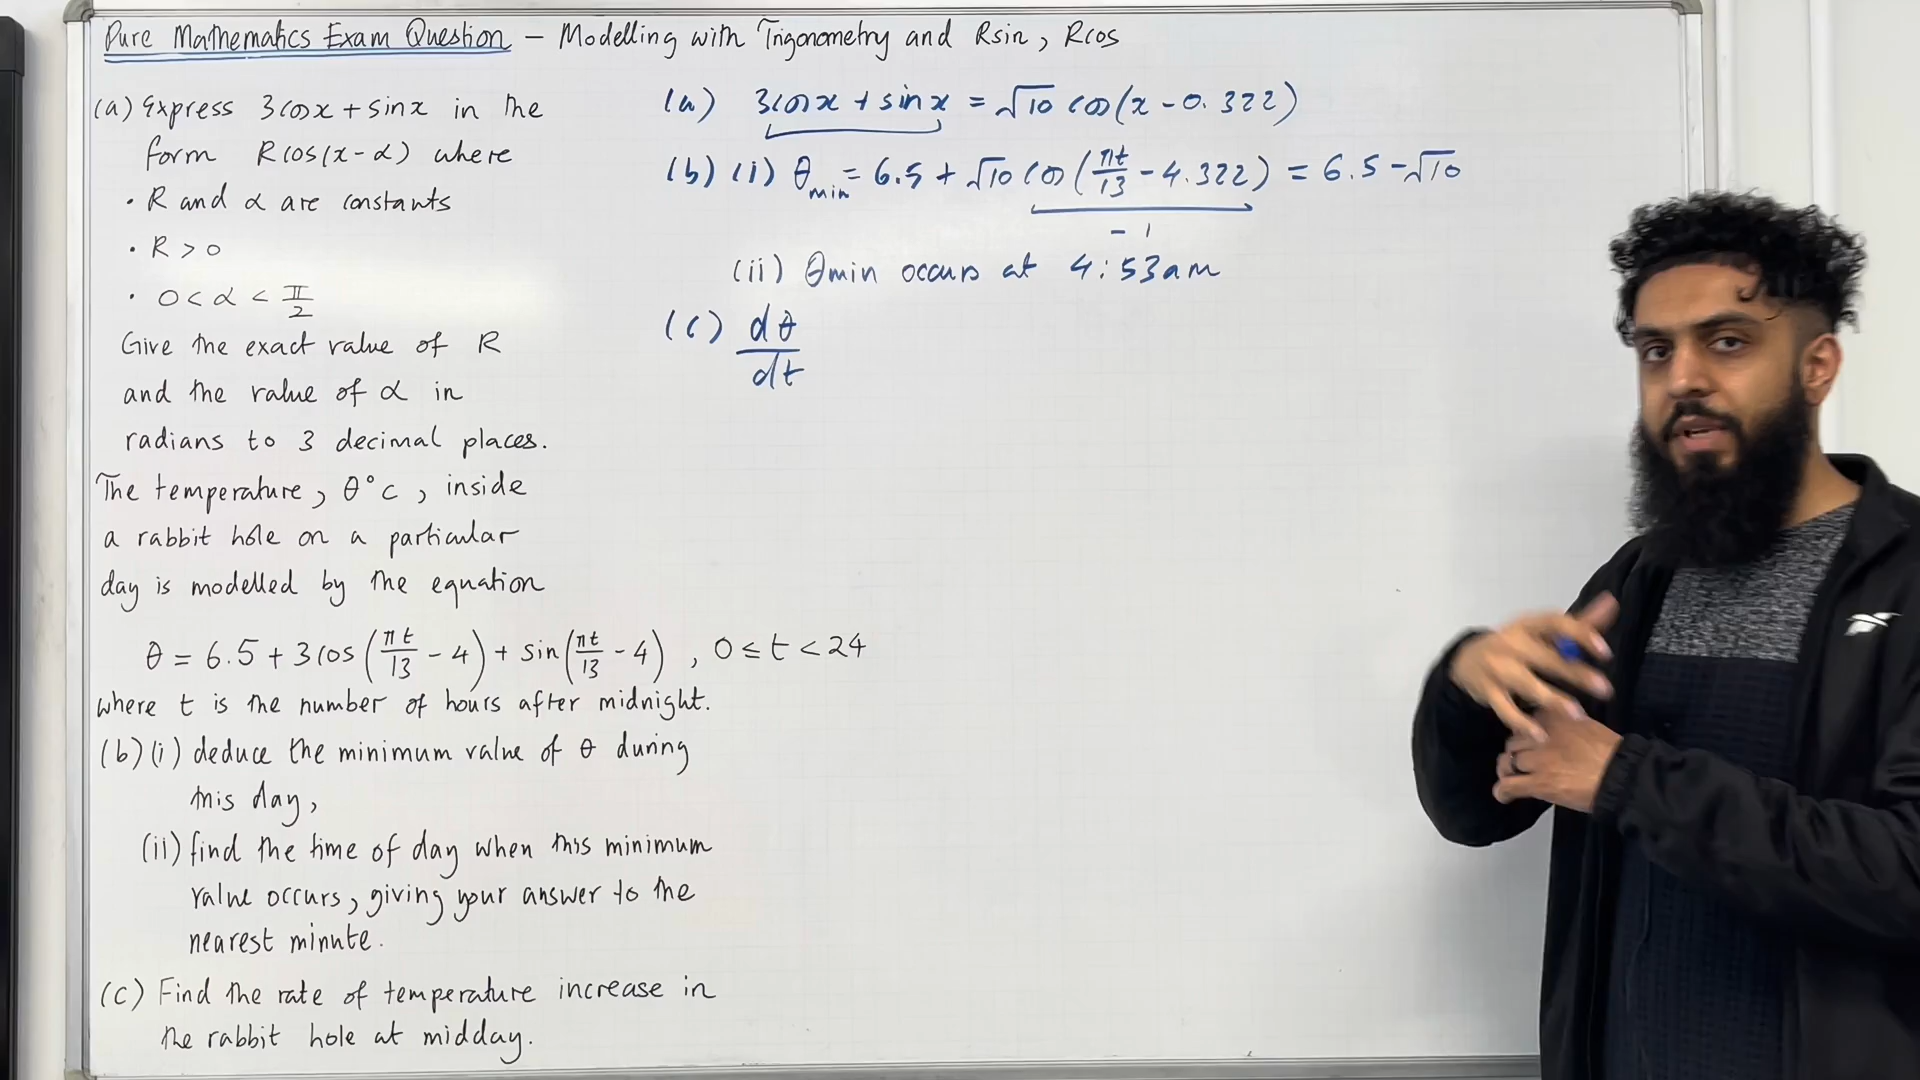 Pure Mathematics Exam Question – Modelling with Trigonometry and Rsin, Rcos
(a) Express 3cosx + sinx in the
form Rcos(x-α) where
• R and α are constants
• R > 0
• 0 < α < π/2
Give the exact value of R
and the value of α in
radians to 3 decimal places.
The temperature, θ°C, inside
a rabbit hole on a particular
day is modelled by the equation
θ = 6.5 + 3cos(πt/13 - 4) + sin(πt/13 - 4), 0 ≤ t < 24
where t is the number of hours after midnight.
(b)(i) deduce the minimum value of θ during
this day,
(ii) find the time of day when this minimum
value occurs, giving your answer to the
nearest minute.
(c) Find the rate of temperature increase in
the rabbit hole at midday.
(a) 3cosx + sinx = √10 cos(x - 0.322)
(b) (i) θmin = 6.5 + √10 cos(πt/13 - 4.322) = 6.5 - √10
-1
(ii) θmin occurs at 4:53am
(c) dθ/dt